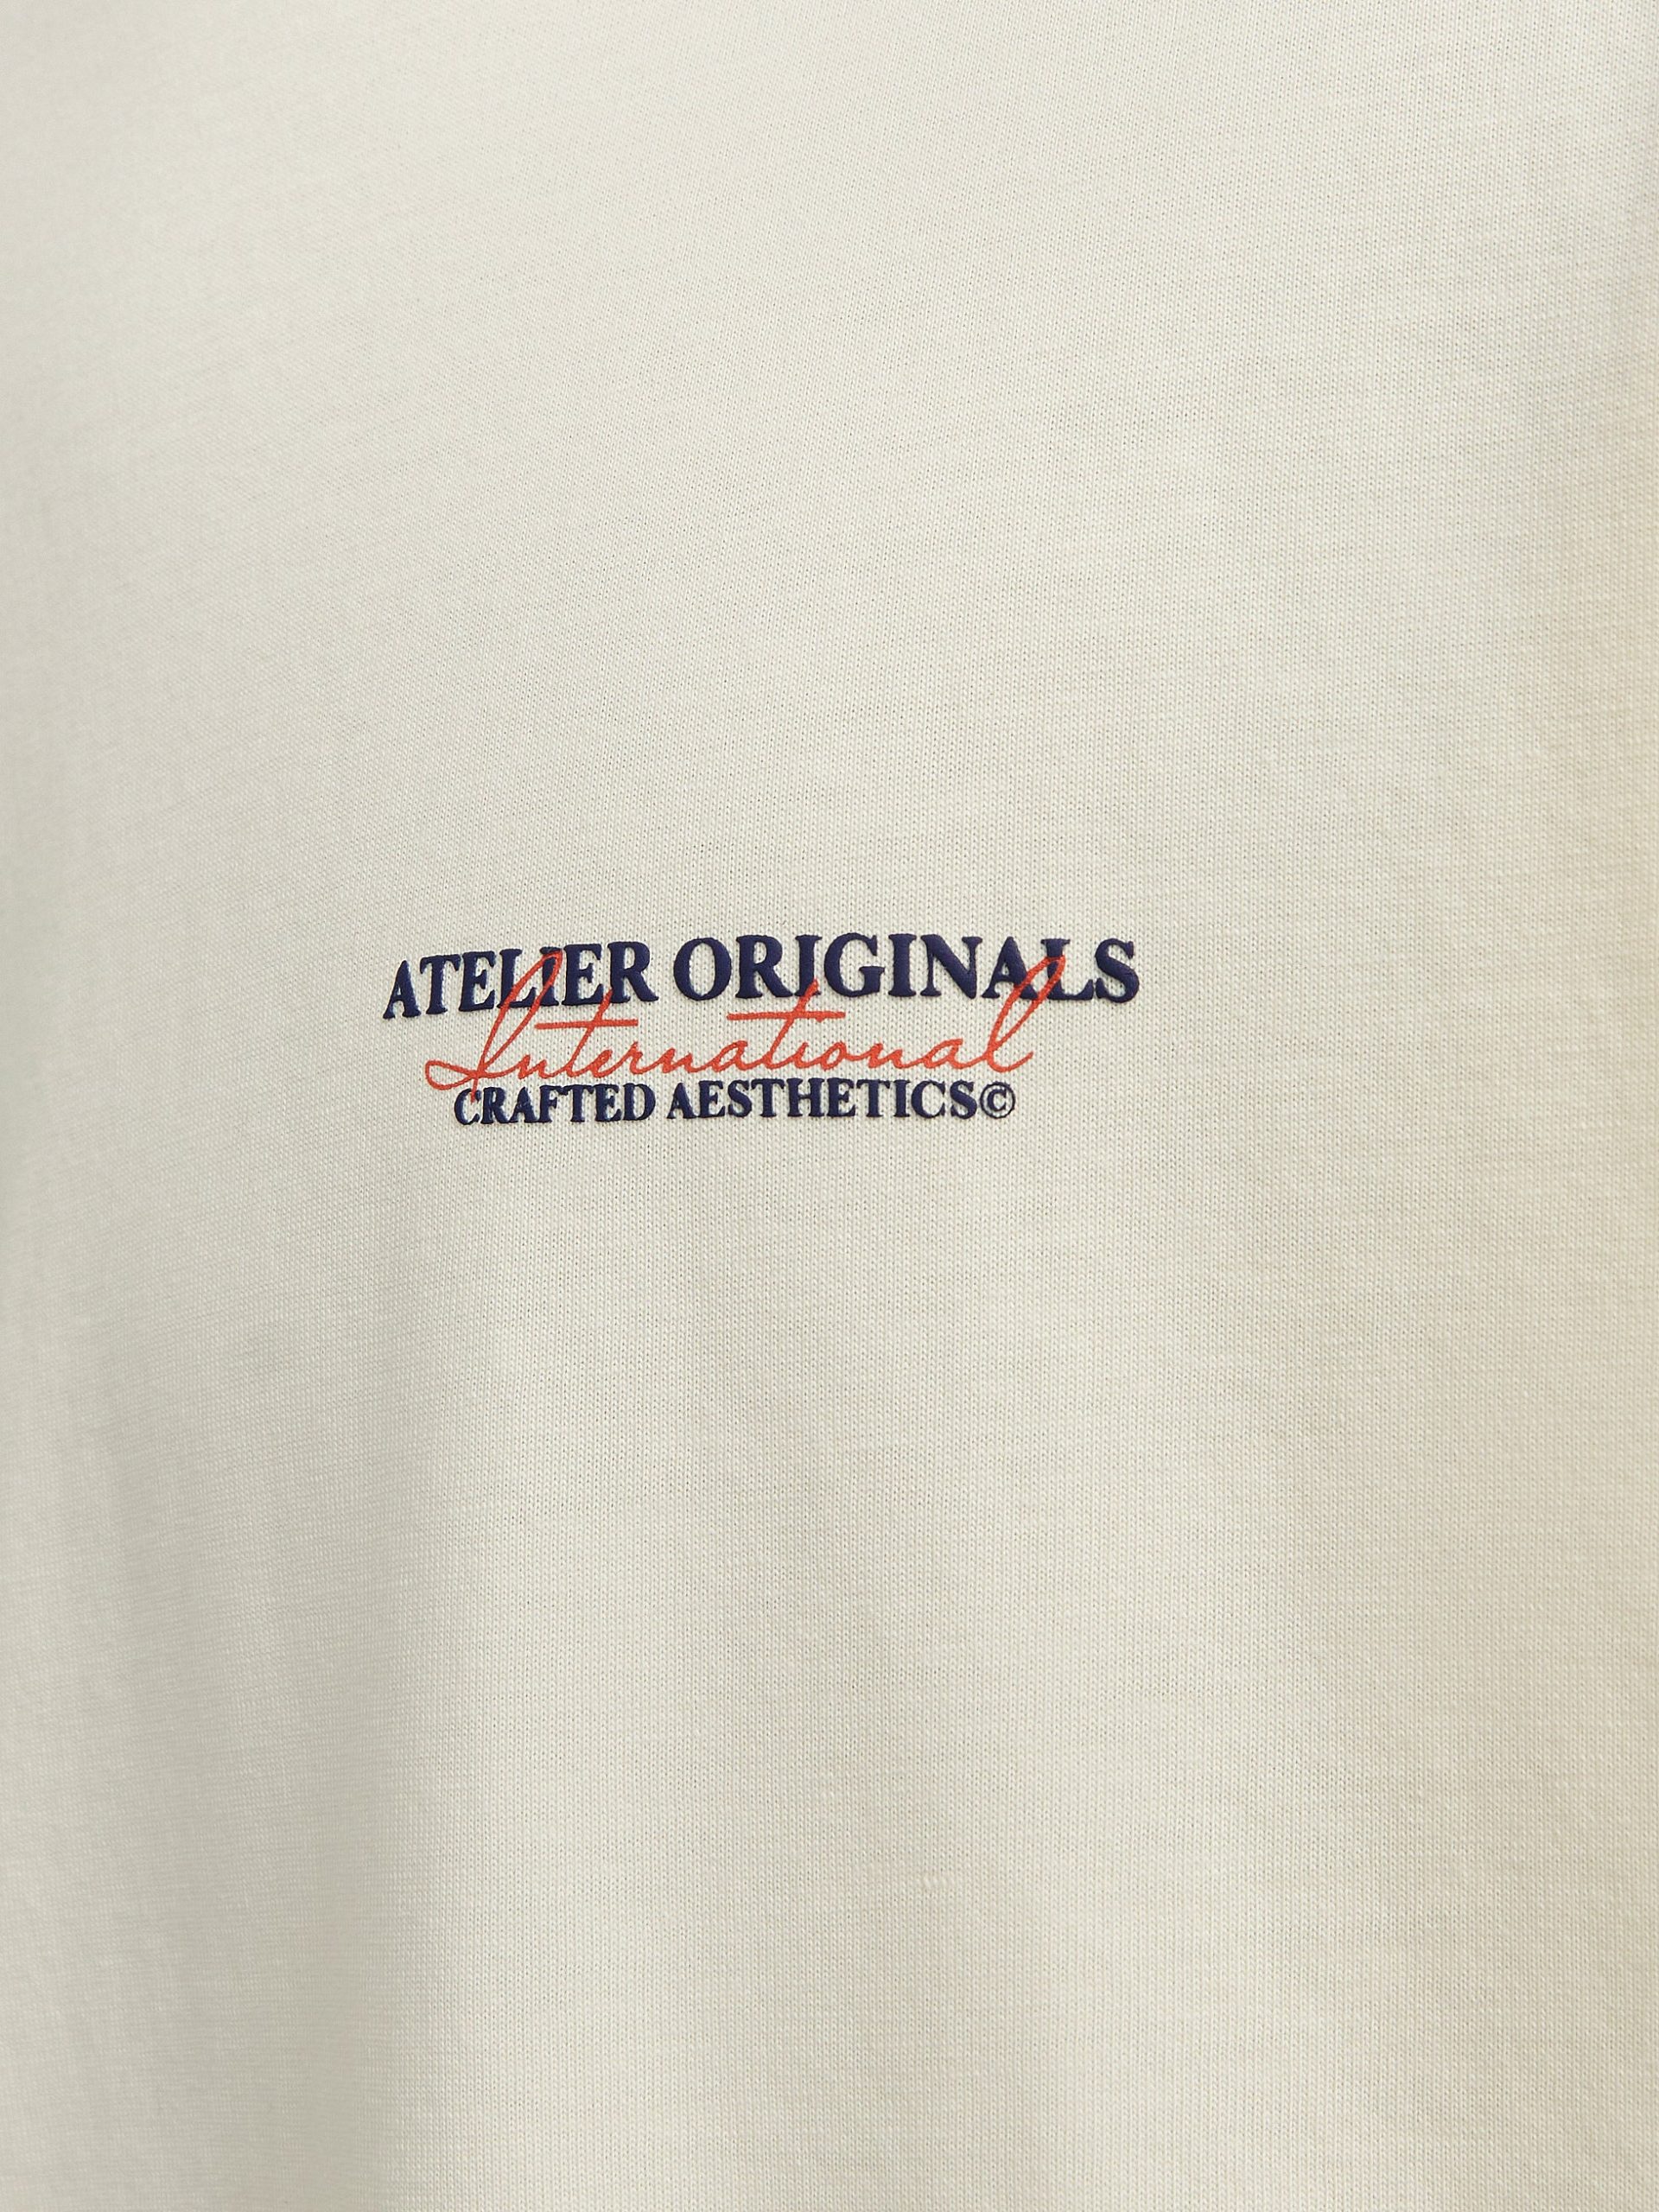 ATELIER ORIGINALS
International
CRAFTED AESTHETICS©